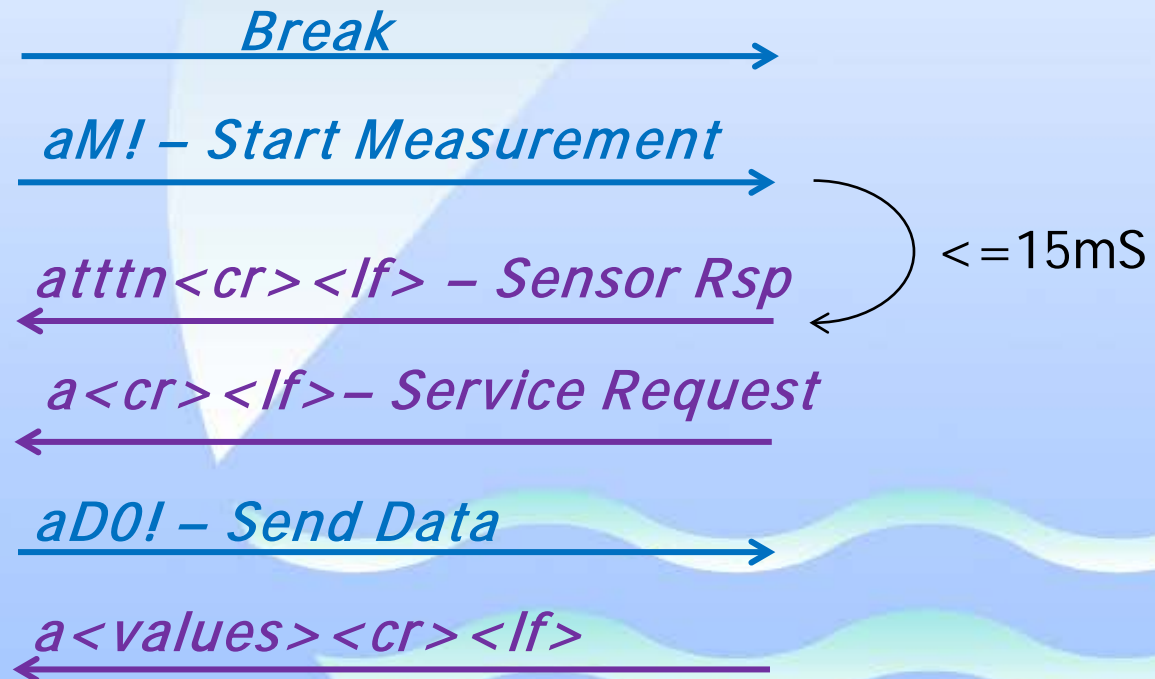 Break
aM! – Start Measurement
<=15mS
atttn<cr><lf> – Sensor Rsp
a<cr><lf>– Service Request
aD0! – Send Data
a<values><cr><lf>